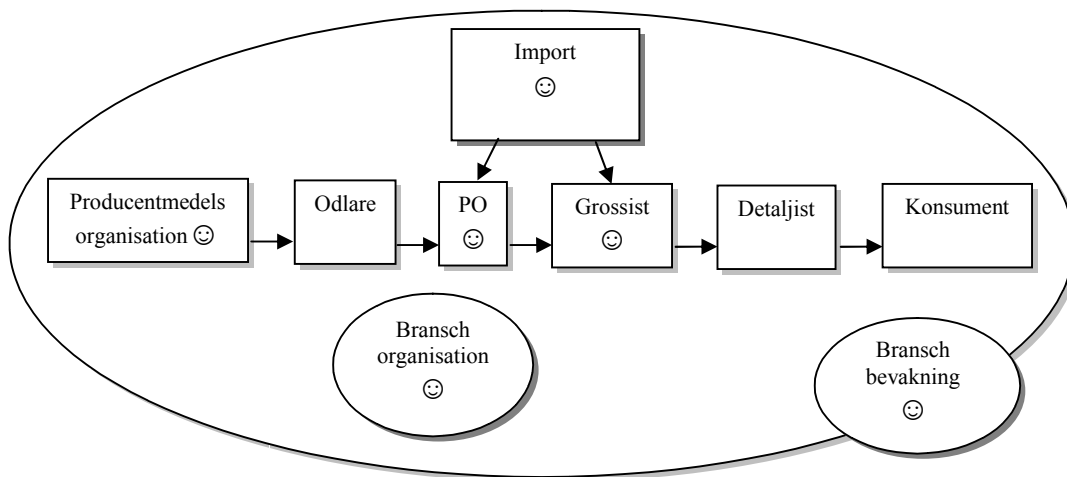 Import
☺
Producentmedels
organisation ☺
Odlare
PO
☺
Grossist
☺
Detaljist
Konsument
Bransch
organisation
☺
Bransch
bevakning
☺